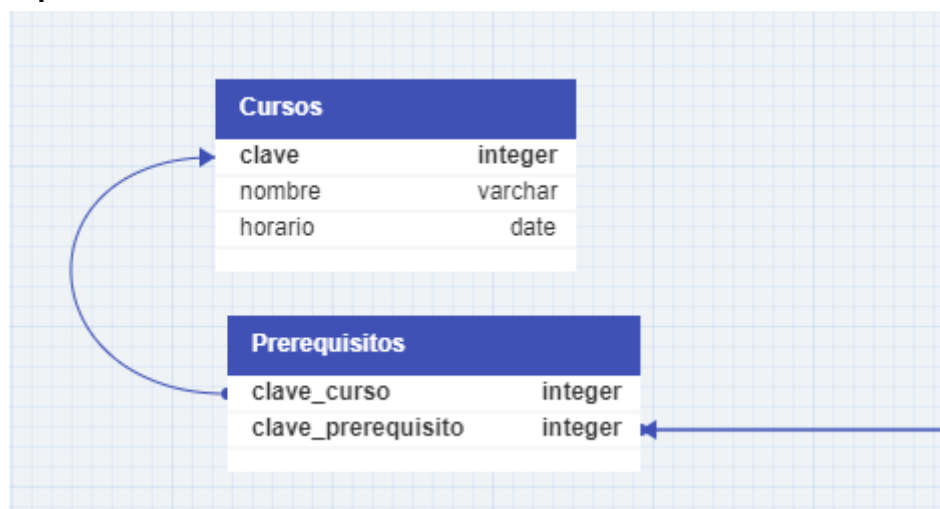 Cursos
clave integer
nombre varchar
horario date
Prerequisitos
clave_curso integer
clave_prerequisito integer